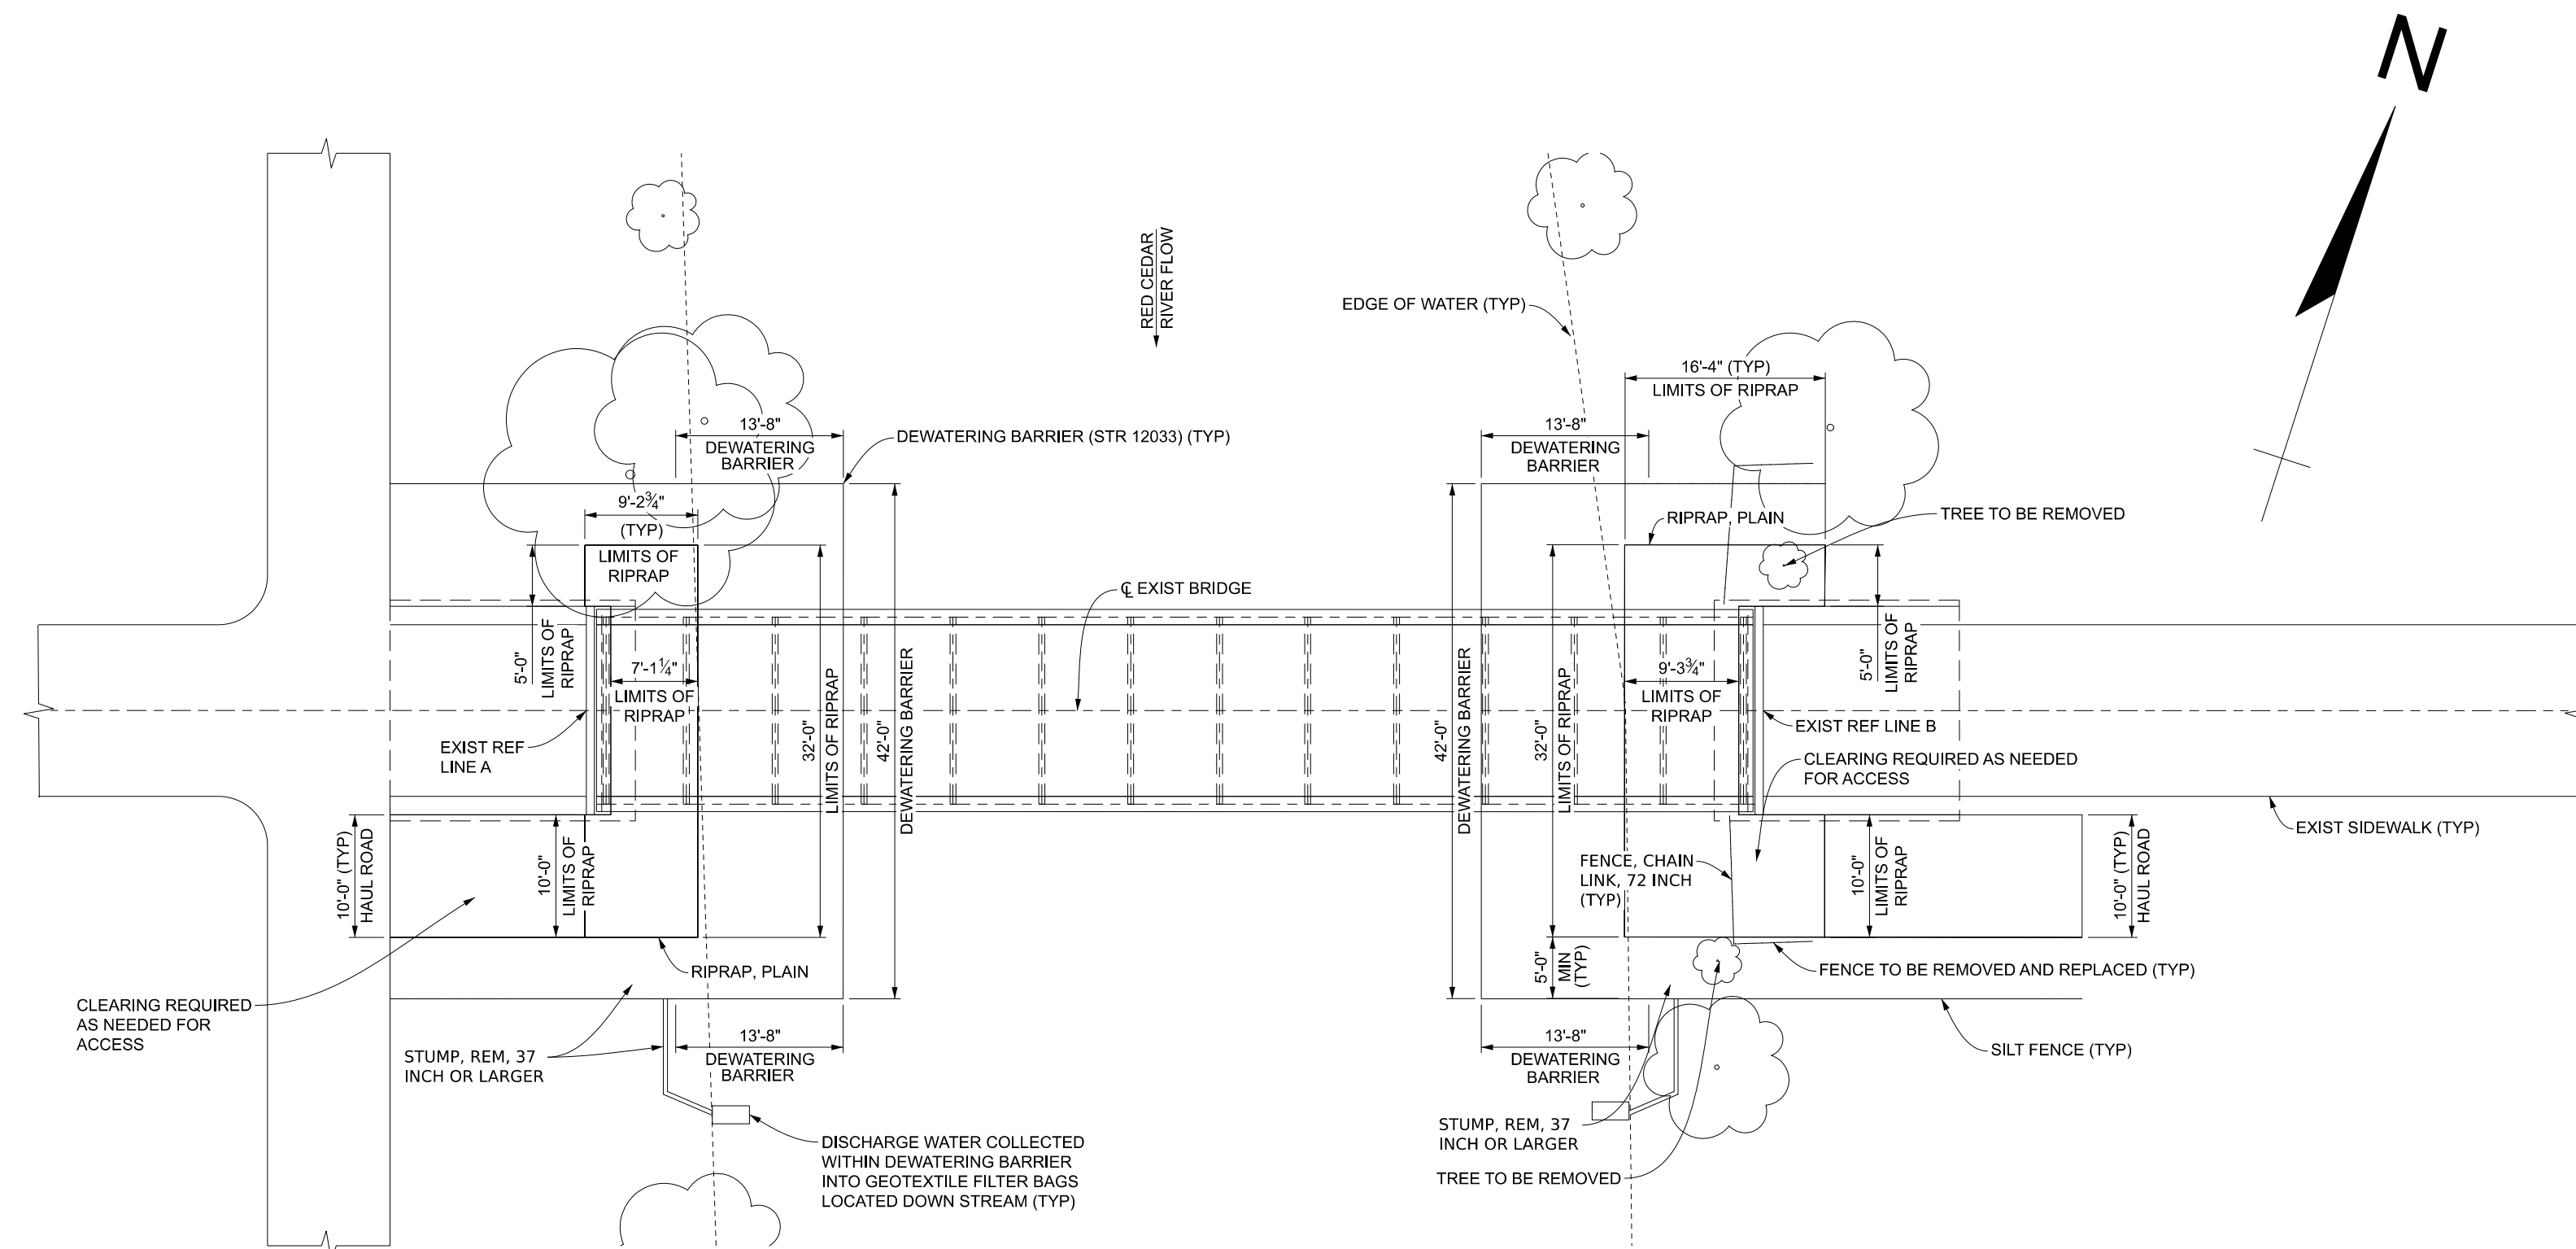 N
RED CEDAR
RIVER FLOW
EDGE OF WATER (TYP)
16'-4" (TYP)
LIMITS OF RIPRAP
13'-8"
DEWATERING
BARRIER
DEWATERING BARRIER (STR 12033) (TYP)
13'-8"
DEWATERING
BARRIER
9'-2¾"
(TYP)
LIMITS OF
RIPRAP
RIPRAP, PLAIN
TREE TO BE REMOVED
℄ EXIST BRIDGE
5'-0"
LIMITS OF
RIPRAP
7'-1¼"
LIMITS OF
RIPRAP
32'-0"
LIMITS OF RIPRAP
42'-0"
DEWATERING BARRIER
42'-0"
DEWATERING BARRIER
32'-0"
LIMITS OF RIPRAP
9'-3¾"
LIMITS OF
RIPRAP
5'-0"
LIMITS OF
RIPRAP
EXIST REF
LINE A
EXIST REF LINE B
CLEARING REQUIRED AS NEEDED
FOR ACCESS
EXIST SIDEWALK (TYP)
10'-0" (TYP)
HAUL ROAD
10'-0"
LIMITS OF
RIPRAP
FENCE, CHAIN
LINK, 72 INCH
(TYP)
10'-0"
LIMITS OF
RIPRAP
10'-0" (TYP)
HAUL ROAD
RIPRAP, PLAIN
5'-0"
MIN
(TYP)
FENCE TO BE REMOVED AND REPLACED (TYP)
CLEARING REQUIRED
AS NEEDED FOR
ACCESS
STUMP, REM, 37
INCH OR LARGER
13'-8"
DEWATERING
BARRIER
13'-8"
DEWATERING
BARRIER
SILT FENCE (TYP)
DISCHARGE WATER COLLECTED
WITHIN DEWATERING BARRIER
INTO GEOTEXTILE FILTER BAGS
LOCATED DOWN STREAM (TYP)
STUMP, REM, 37
INCH OR LARGER
TREE TO BE REMOVED